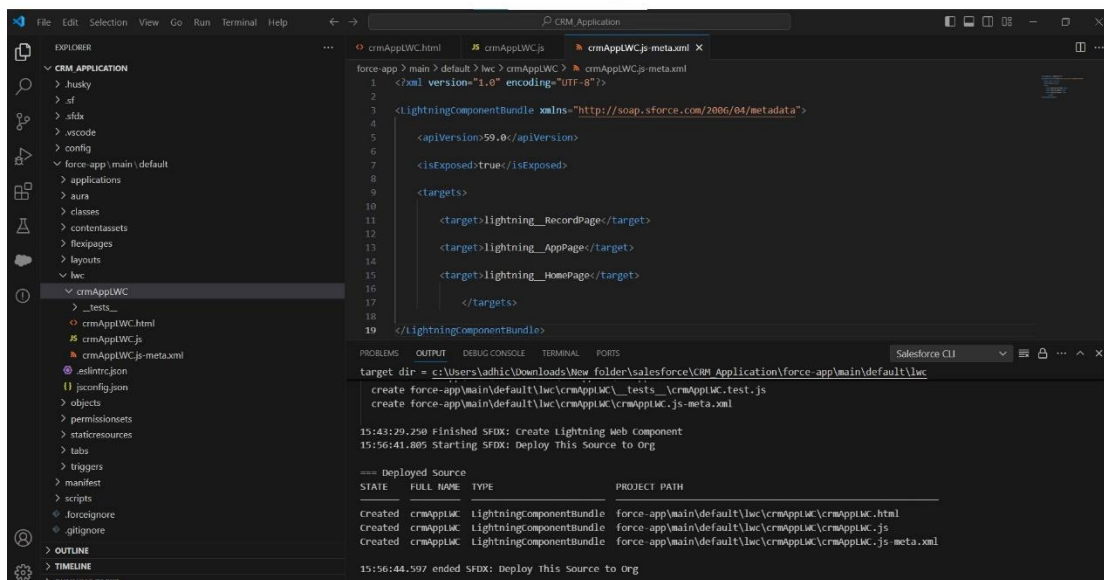 File Edit Selection View Go Run Terminal Help
CRM_Application
EXPLORER
CRM_APPLICATION
.husky
.sf
.sfdx
.vscode
config
force-app\main\default
applications
aura
classes
contentassets
flexipages
layouts
lwc
crmAppLWC
__tests__
crmAppLWC.html
crmAppLWC.js
crmAppLWC.js-meta.xml
.eslintrc.json
jsconfig.json
objects
permissionsets
staticresources
tabs
triggers
manifest
scripts
.forceignore
.gitignore
OUTLINE
TIMELINE
crmAppLWC.html crmAppLWC.js crmAppLWC.js-meta.xml
force-app > main > default > lwc > crmAppLWC > crmAppLWC.js-meta.xml
1 <?xml version="1.0" encoding="UTF-8"?>
2
3 <LightningComponentBundle xmlns="http://soap.sforce.com/2006/04/metadata">
4
5 <apiVersion>59.0</apiVersion>
6
7 <isExposed>true</isExposed>
8
9 <targets>
10
11 <target>lightning__RecordPage</target>
12
13 <target>lightning__AppPage</target>
14
15 <target>lightning__HomePage</target>
16
17 </targets>
18
19 </LightningComponentBundle>
PROBLEMS OUTPUT DEBUG CONSOLE TERMINAL PORTS Salesforce CLI
target dir = c:\Users\adhic\Downloads\New folder\salesforce\CRM_Application\force-app\main\default\lwc
create force-app\main\default\lwc\crmAppLWC\__tests__\crmAppLWC.test.js
create force-app\main\default\lwc\crmAppLWC\crmAppLWC.js-meta.xml
15:43:29.250 Finished SFDX: Create Lightning Web Component
15:56:41.805 Starting SFDX: Deploy This Source to Org
=== Deployed Source
STATE FULL NAME TYPE PROJECT PATH
Created crmAppLWC LightningComponentBundle force-app\main\default\lwc\crmAppLWC\crmAppLWC.html
Created crmAppLWC LightningComponentBundle force-app\main\default\lwc\crmAppLWC\crmAppLWC.js
Created crmAppLWC LightningComponentBundle force-app\main\default\lwc\crmAppLWC\crmAppLWC.js-meta.xml
15:56:44.597 ended SFDX: Deploy This Source to Org